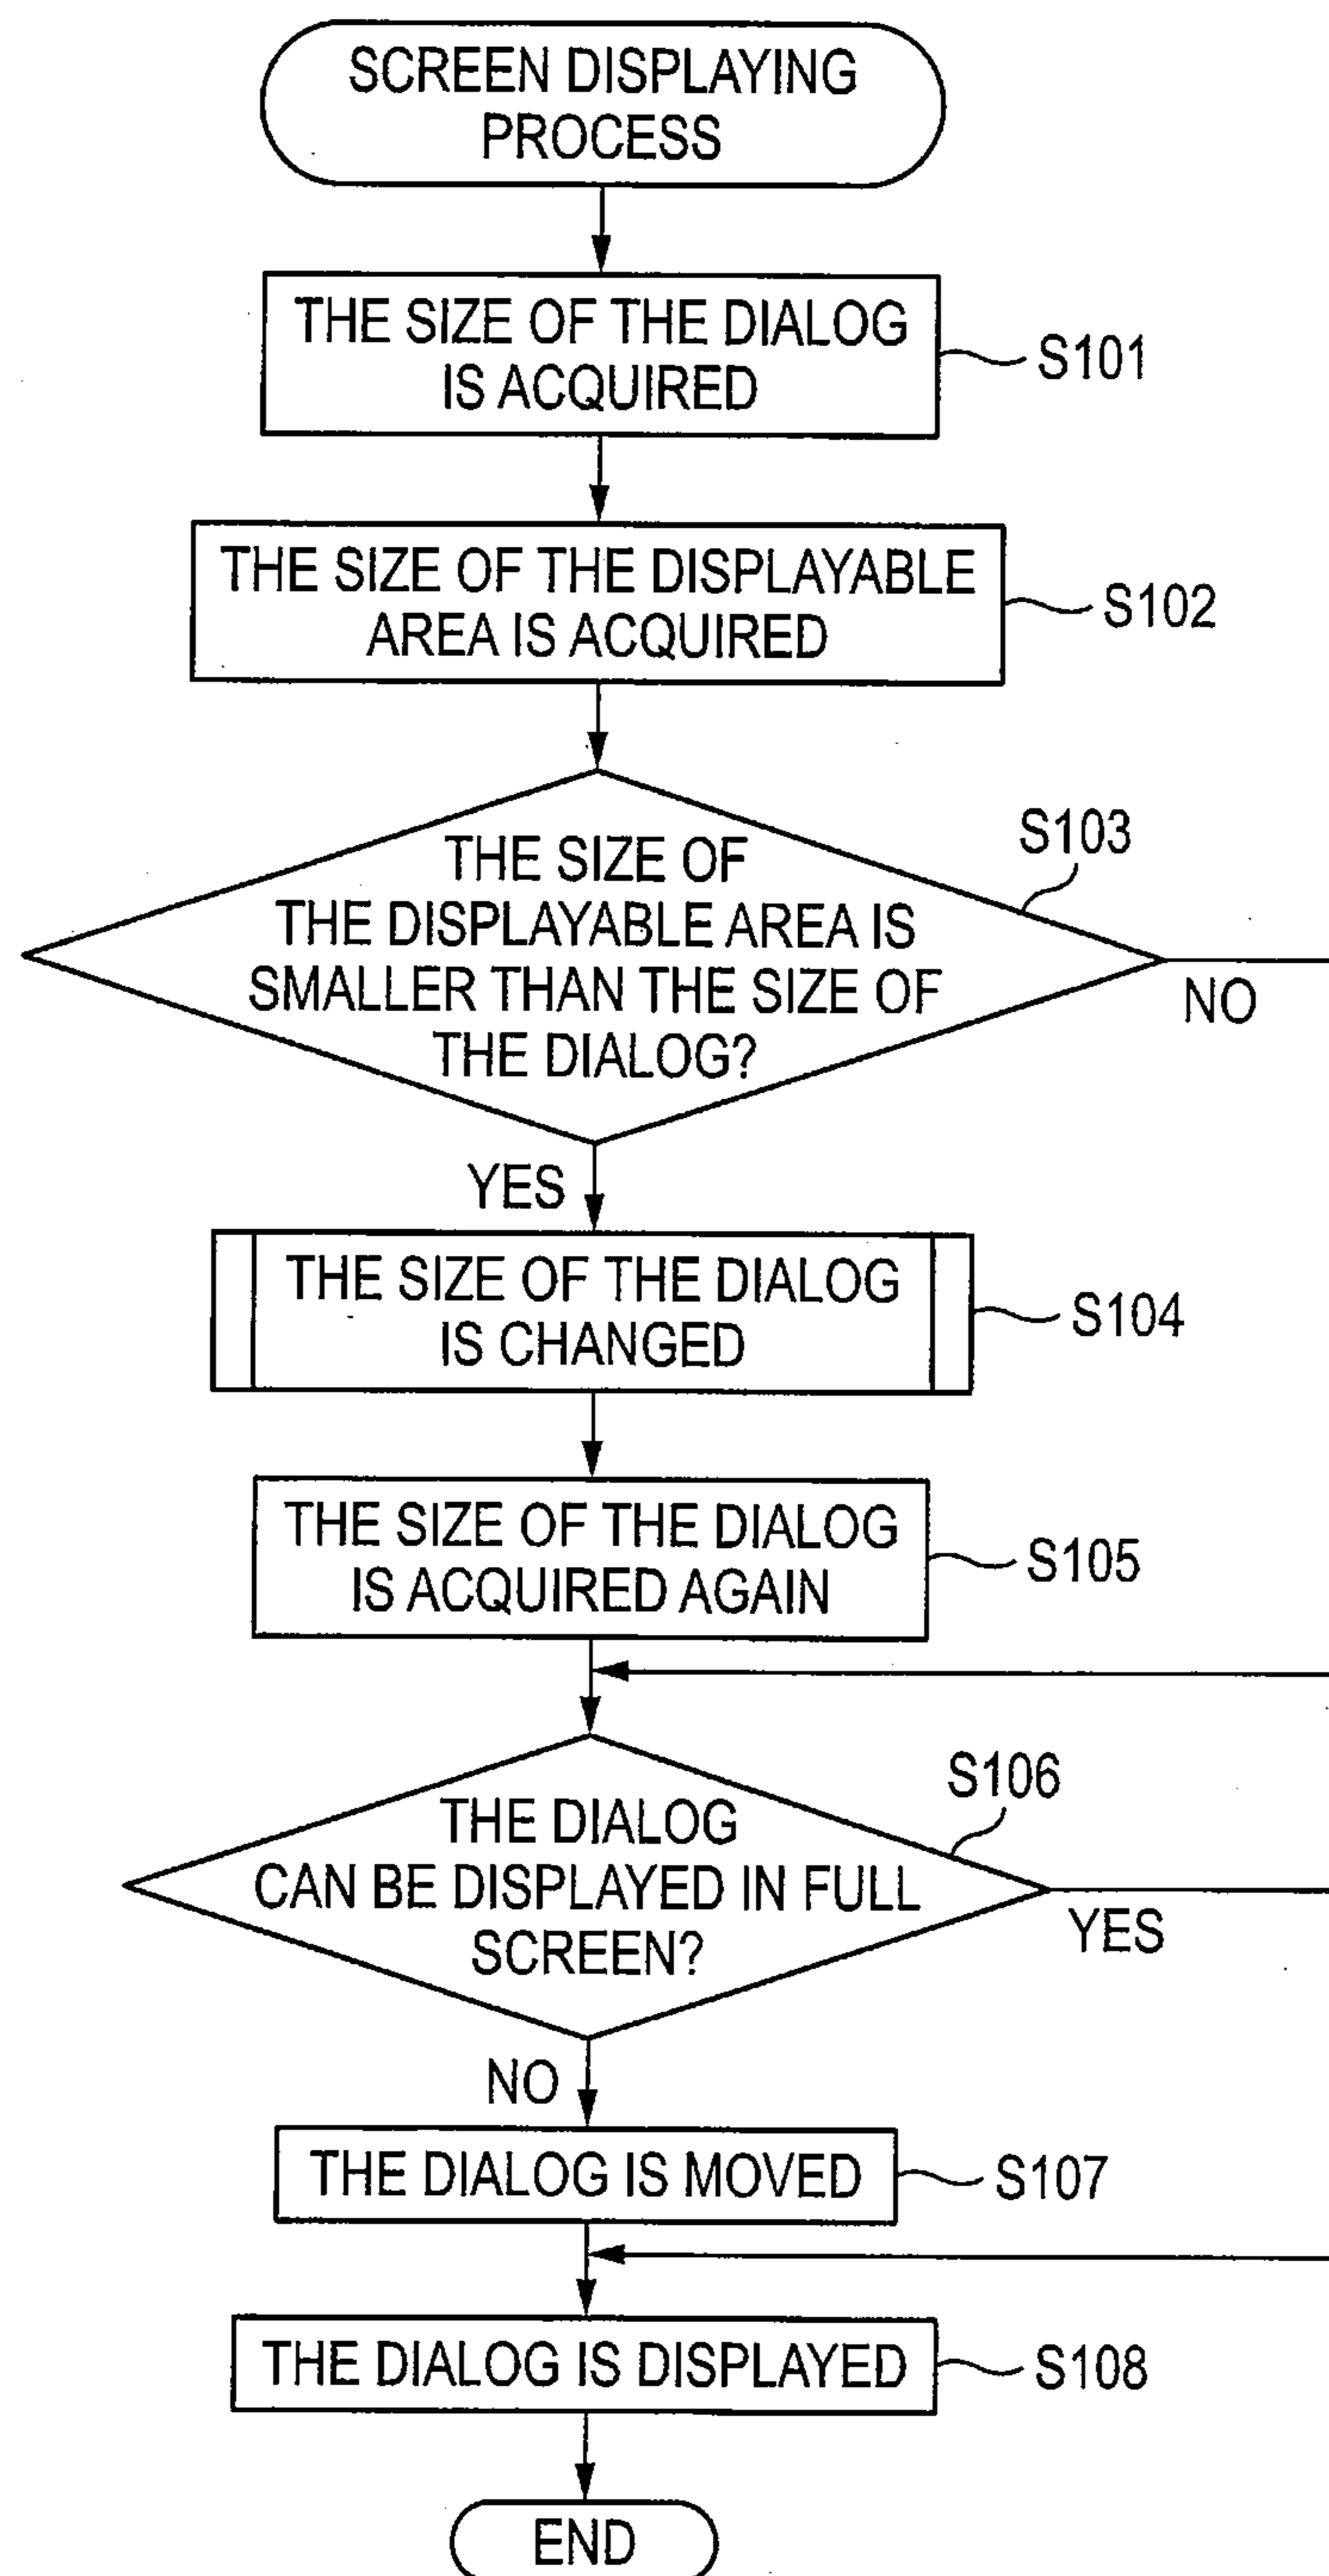 SCREEN DISPLAYING
PROCESS
THE SIZE OF THE DIALOG
IS ACQUIRED
S101
THE SIZE OF THE DISPLAYABLE
AREA IS ACQUIRED
S102
S103
THE SIZE OF
THE DISPLAYABLE AREA IS
SMALLER THAN THE SIZE OF
THE DIALOG?
NO
YES
THE SIZE OF THE DIALOG
IS CHANGED
S104
THE SIZE OF THE DIALOG
IS ACQUIRED AGAIN
S105
S106
THE DIALOG
CAN BE DISPLAYED IN FULL
SCREEN?
YES
NO
THE DIALOG IS MOVED
S107
THE DIALOG IS DISPLAYED
S108
END